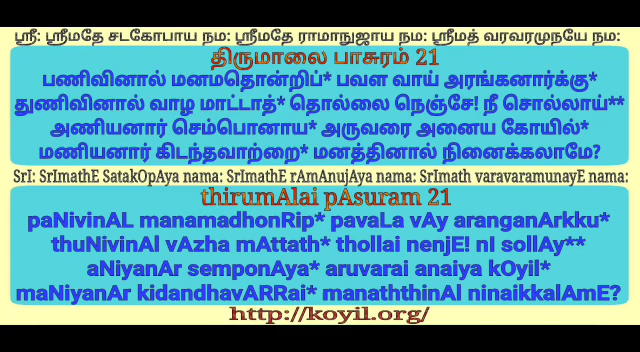 ஸ்ரீ: ஸ்ரீமதே சடகோபாய நம: ஸ்ரீமதே ராமாநுஜாய நம: ஸ்ரீமத் வரவரமுநயே நம:
திருமாலை பாசுரம் 21
பணிவினால் மனமதொன்றிப்* பவள வாய் அரங்கனார்க்கு*
துணிவினால் வாழ மாட்டாத்* தொல்லை நெஞ்சே! நீ சொல்லாய்**
அணியனார் செம்பொனாய* அருவரை அனைய கோயில்*
மணியனார் கிடந்தவாற்றை* மனத்தினால் நினைக்கலாமே?
SrI: SrImathE SatakOpAya nama: SrImathE rAmAnujAya nama: SrImath varavaramunayE nama:
thirumAlai pAsuram 21
paNivinAL manamadhonRip* pavaLa vAy aranganArkku*
thuNivinAl vAzha mAttath* thollai nenjE! nI sollAy**
aNiyanAr semponAya* aruvarai anaiya kOyil*
maNiyanAr kidandhavARRai* manaththinAl ninaikkalAmE?
http://koyil.org/